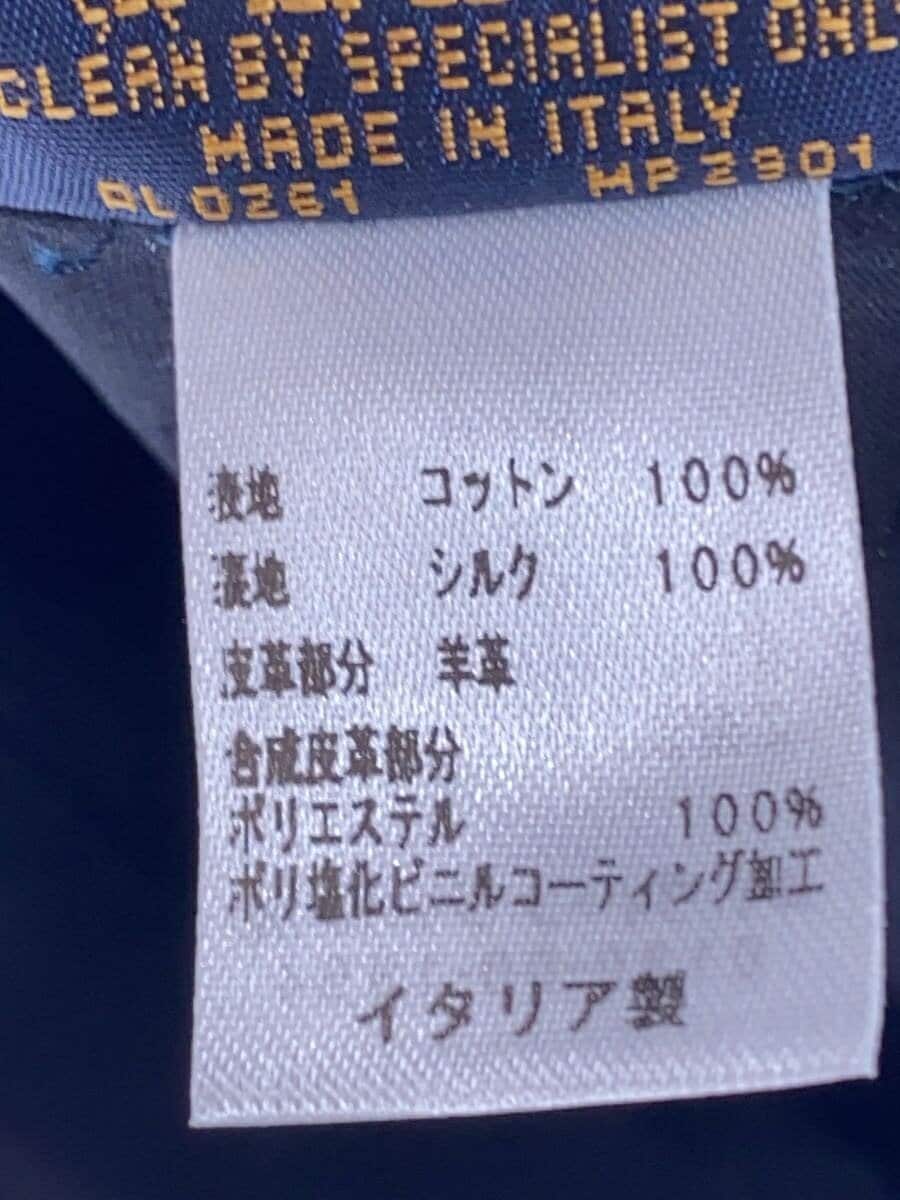 CLEAN BY SPECIALIST ONL
MADE IN ITALY
QL0261 MP2901
表地 コットン 100%
裏地 シルク 100%
皮革部分 羊革
合成皮革部分
ポリエステル 100%
ポリ塩化ビニルコーティング加工
イタリア製